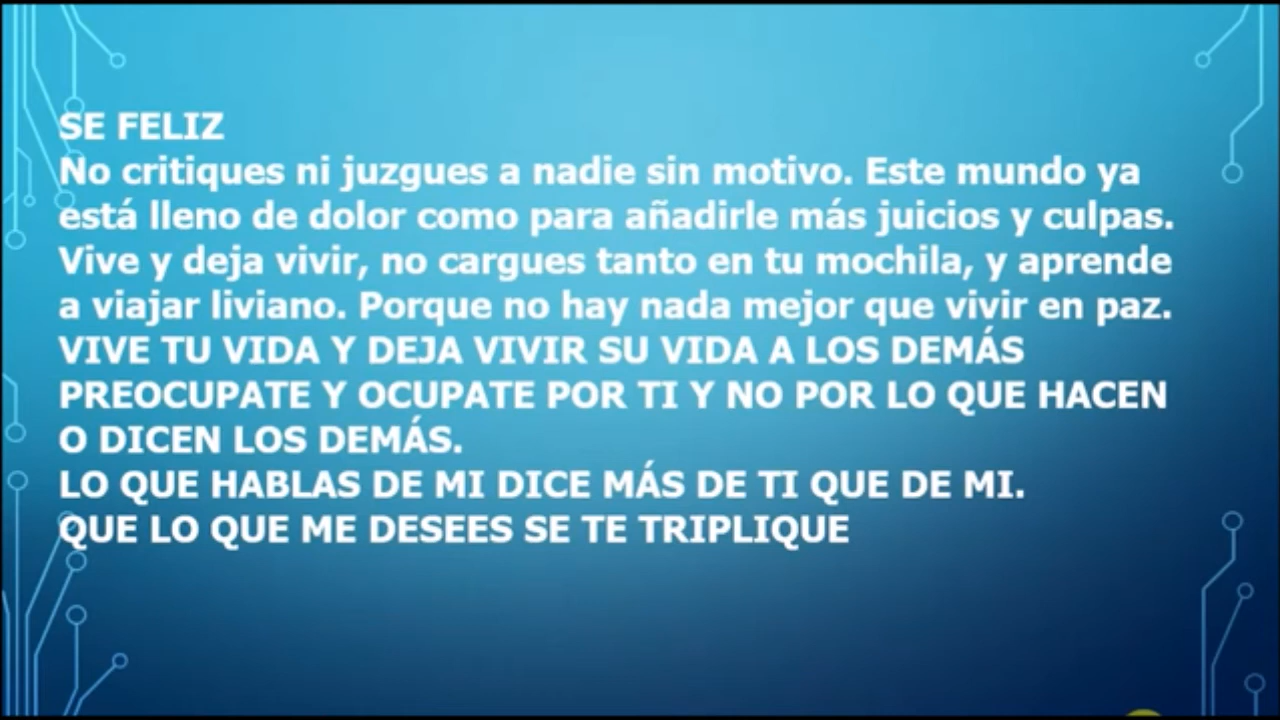 SE FELIZ
No critiques ni juzgues a nadie sin motivo. Este mundo ya
está lleno de dolor como para añadirle más juicios y culpas.
Vive y deja vivir, no cargues tanto en tu mochila, y aprende
a viajar liviano. Porque no hay nada mejor que vivir en paz.
VIVE TU VIDA Y DEJA VIVIR SU VIDA A LOS DEMÁS
PREOCUPATE Y OCUPATE POR TI Y NO POR LO QUE HACEN
O DICEN LOS DEMÁS.
LO QUE HABLAS DE MI DICE MÁS DE TI QUE DE MI.
QUE LO QUE ME DESEES SE TE TRIPLIQUE